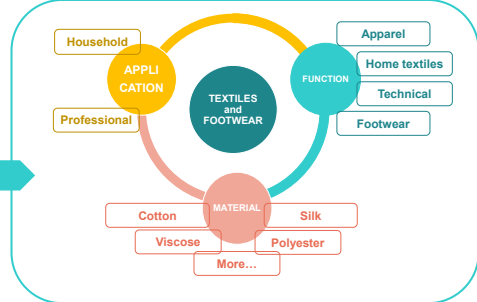 Household
APPLI
CATION
Professional
TEXTILES
and
FOOTWEAR
FUNCTION
Apparel
Home textiles
Technical
Footwear
MATERIAL
Cotton
Silk
Viscose
Polyester
More…